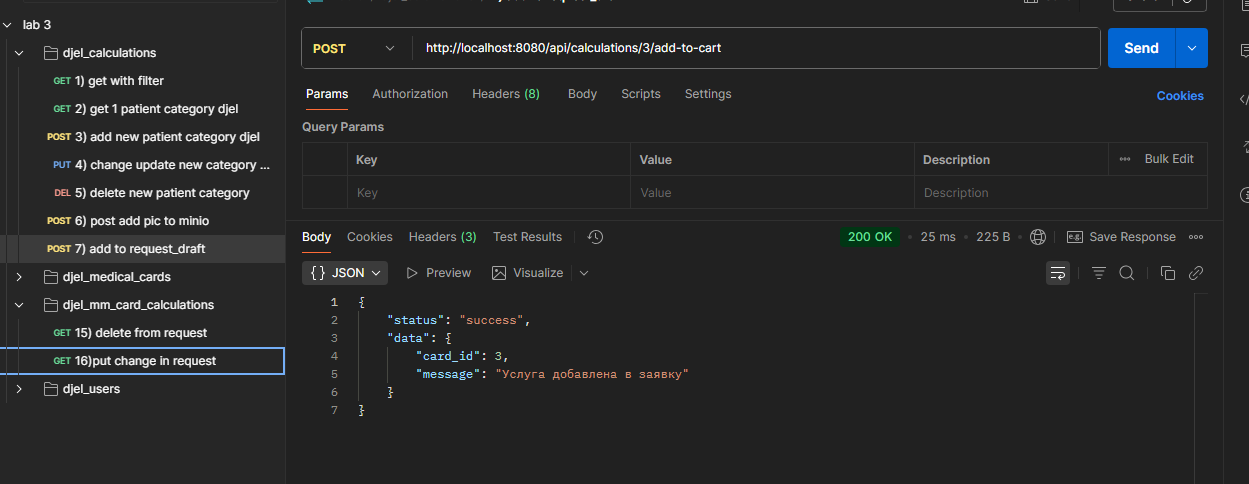 lab 3
djel_calculations
GET 1) get with filter
GET 2) get 1 patient category djel
POST 3) add new patient category djel
PUT 4) change update new category ...
DEL 5) delete new patient category
POST 6) post add pic to minio
POST 7) add to request_draft
djel_medical_cards
djel_mm_card_calculations
GET 15) delete from request
GET 16)put change in request
djel_users
POST http://localhost:8080/api/calculations/3/add-to-cart Send
Params Authorization Headers (8) Body Scripts Settings Cookies
Query Params
Key Value Description Bulk Edit
Key Value Description
Body Cookies Headers (3) Test Results 200 OK 25 ms 225 B e.g. Save Response
{} JSON Preview Visualize
1 {
2 "status": "success",
3 "data": {
4 "card_id": 3,
5 "message": "Услуга добавлена в заявку"
6 }
7 }